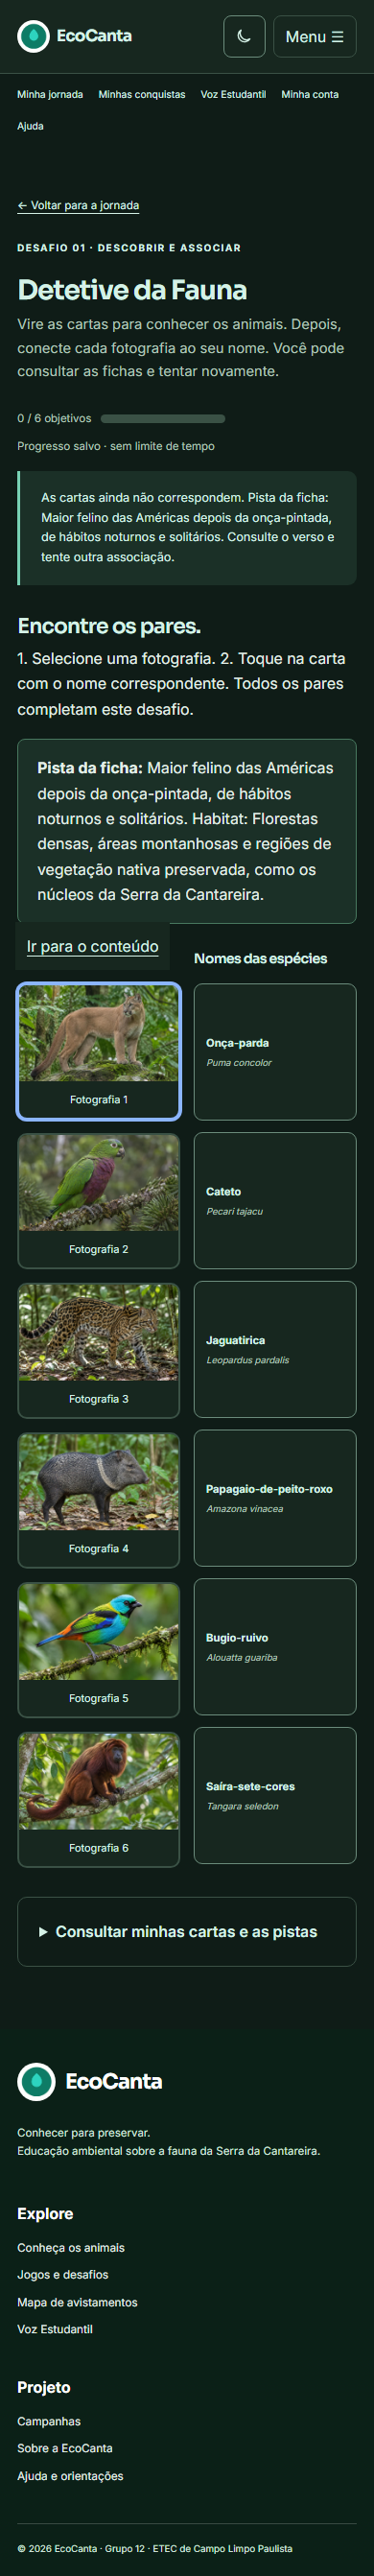 EcoCanta
Menu ☰
Minha jornada Minhas conquistas Voz Estudantil Minha conta
Ajuda
← Voltar para a jornada
DESAFIO 01 · DESCOBRIR E ASSOCIAR
Detetive da Fauna
Vire as cartas para conhecer os animais. Depois,
conecte cada fotografia ao seu nome. Você pode
consultar as fichas e tentar novamente.
0 / 6 objetivos
Progresso salvo · sem limite de tempo
As cartas ainda não correspondem. Pista da ficha:
Maior felino das Américas depois da onça-pintada,
de hábitos noturnos e solitários. Consulte o verso e
tente outra associação.
Encontre os pares.
1. Selecione uma fotografia. 2. Toque na carta
com o nome correspondente. Todos os pares
completam este desafio.
Pista da ficha: Maior felino das Américas
depois da onça-pintada, de hábitos
noturnos e solitários. Habitat: Florestas
densas, áreas montanhosas e regiões de
vegetação nativa preservada, como os
núcleos da Serra da Cantareira.
Ir para o conteúdo
Nomes das espécies
Fotografia 1
Onça-parda
Puma concolor
Fotografia 2
Cateto
Pecari tajacu
Fotografia 3
Jaguatirica
Leopardus pardalis
Fotografia 4
Papagaio-de-peito-roxo
Amazona vinacea
Fotografia 5
Bugio-ruivo
Alouatta guariba
Fotografia 6
Saíra-sete-cores
Tangara seledon
▶ Consultar minhas cartas e as pistas
EcoCanta
Conhecer para preservar.
Educação ambiental sobre a fauna da Serra da Cantareira.
Explore
Conheça os animais
Jogos e desafios
Mapa de avistamentos
Voz Estudantil
Projeto
Campanhas
Sobre a EcoCanta
Ajuda e orientações
© 2026 EcoCanta · Grupo 12 · ETEC de Campo Limpo Paulista